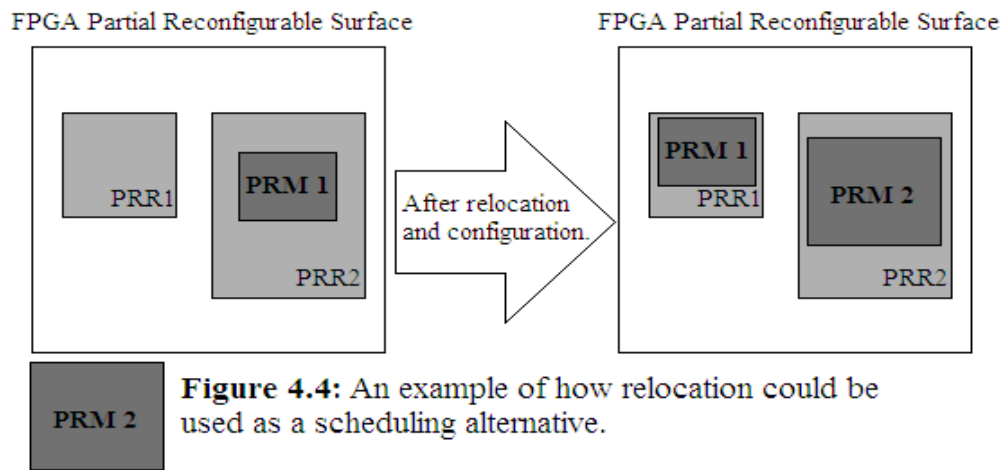 FPGA Partial Reconfigurable Surface
PRR1
PRM 1
PRR2
After relocation
and configuration.
FPGA Partial Reconfigurable Surface
PRM 1
PRR1
PRM 2
PRR2
PRM 2
Figure 4.4: An example of how relocation could be
used as a scheduling alternative.